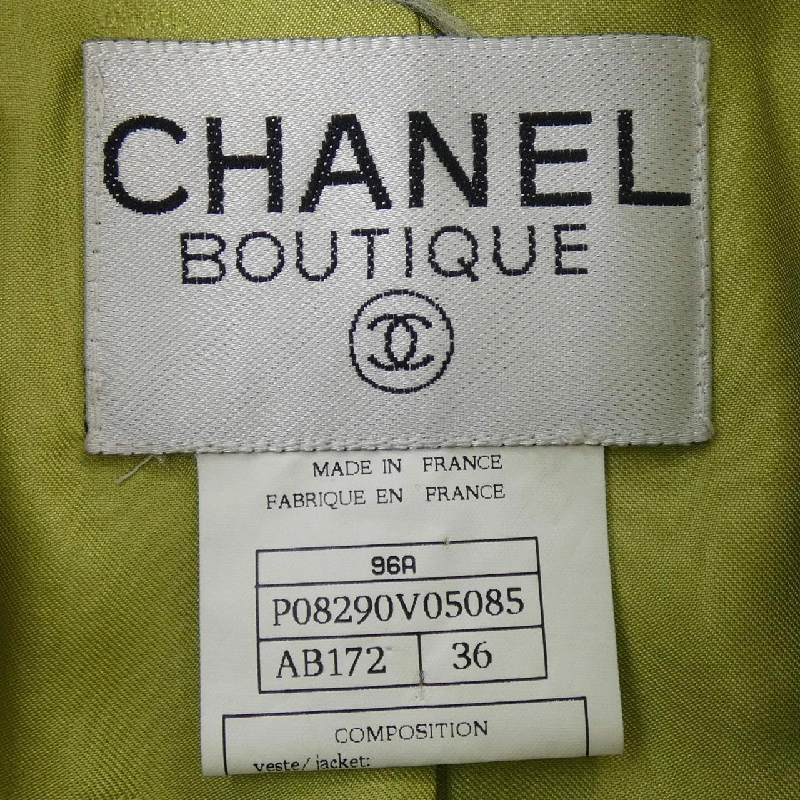 CHANEL
BOUTIQUE
MADE IN FRANCE
FABRIQUE EN FRANCE
96A
P08290V05085
AB172 36
COMPOSITION
veste/jacket: